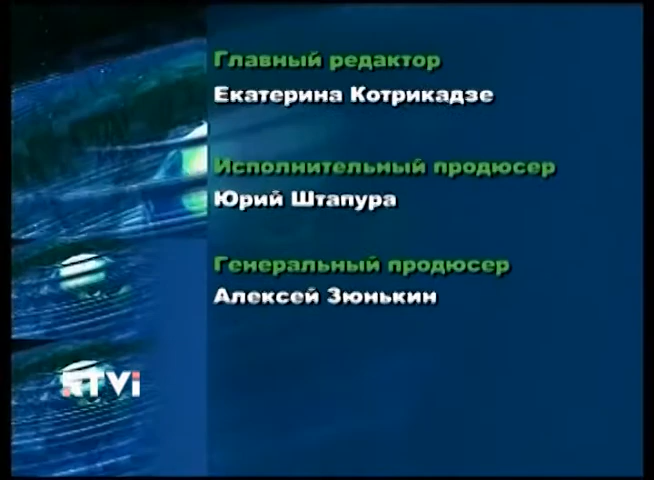 Главный редактор
Екатерина Котрикадзе
Исполнительный продюсер
Юрий Штапура
Генеральный продюсер
Алексей Зюнькин
RTVi